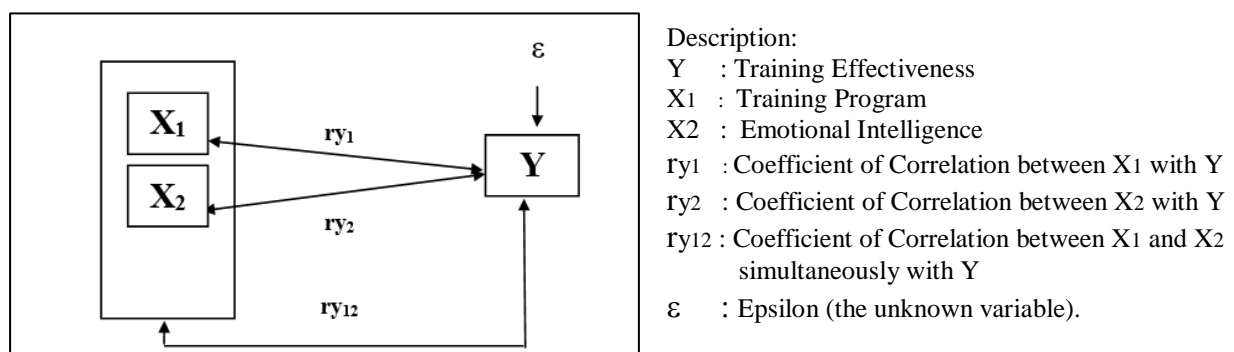 ε
X1
ry1
Y
X2
ry2
ry12
Description:
Y : Training Effectiveness
X1 : Training Program
X2 : Emotional Intelligence
ry1 : Coefficient of Correlation between X1 with Y
ry2 : Coefficient of Correlation between X2 with Y
ry12 : Coefficient of Correlation between X1 and X2
simultaneously with Y
ε : Epsilon (the unknown variable).